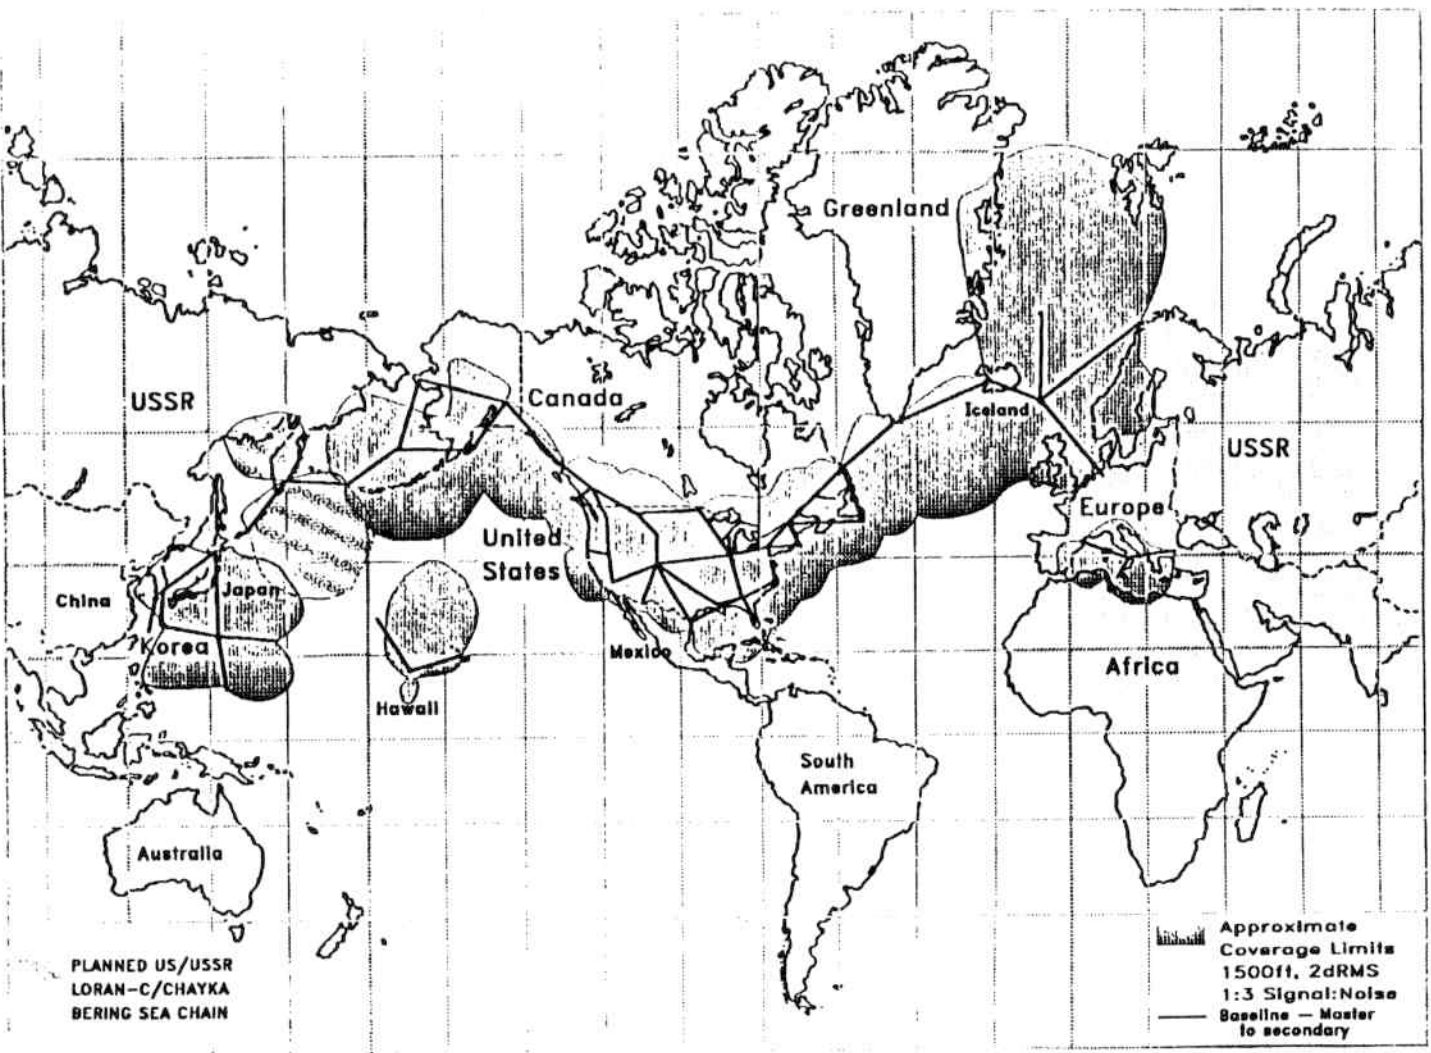 Greenland
USSR
Canada
Iceland
USSR
Europe
United
States
China
Japan
Korea
Mexico
Africa
Hawaii
South
America
Australia
PLANNED US/USSR
LORAN-C/CHAYKA
BERING SEA CHAIN
Approximate
Coverage Limits
1500ft, 2dRMS
1:3 Signal:Noise
Baseline — Master
to secondary